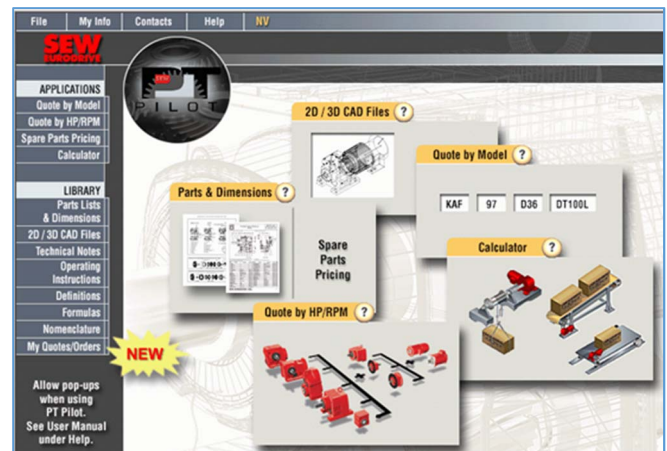 File
My Info
Contacts
Help
NV
SEW
EURODRIVE
PT
PILOT
APPLICATIONS
Quote by Model
Quote by HP/RPM
Spare Parts Pricing
Calculator
LIBRARY
Parts Lists
& Dimensions
2D / 3D CAD Files
Technical Notes
Operating
Instructions
Definitions
Formulas
Nomenclature
My Quotes/Orders
NEW
Allow pop-ups
when using
PT Pilot.
See User Manual
under Help.
2D / 3D CAD Files ?
Quote by Model ?
KAF 97 D36 DT100L
Parts & Dimensions ?
Spare
Parts
Pricing
Calculator ?
Quote by HP/RPM ?